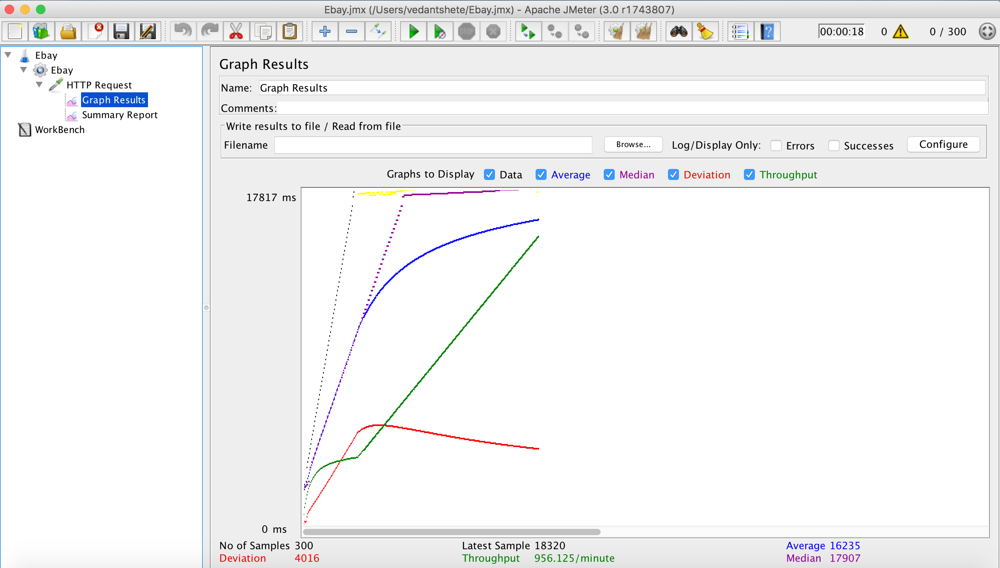 Ebay.jmx (/Users/vedantshete/Ebay.jmx) - Apache JMeter (3.0 r1743807)
STOP
?
00:00:18 0 0 / 300
Ebay
Ebay
HTTP Request
Graph Results
Summary Report
WorkBench
Graph Results
Name: Graph Results
Comments:
Write results to file / Read from file
Filename Browse... Log/Display Only: Errors Successes Configure
Graphs to Display Data Average Median Deviation Throughput
17817 ms
0 ms
No of Samples 300 Latest Sample 18320 Average 16235
Deviation 4016 Throughput 956.125/minute Median 17907